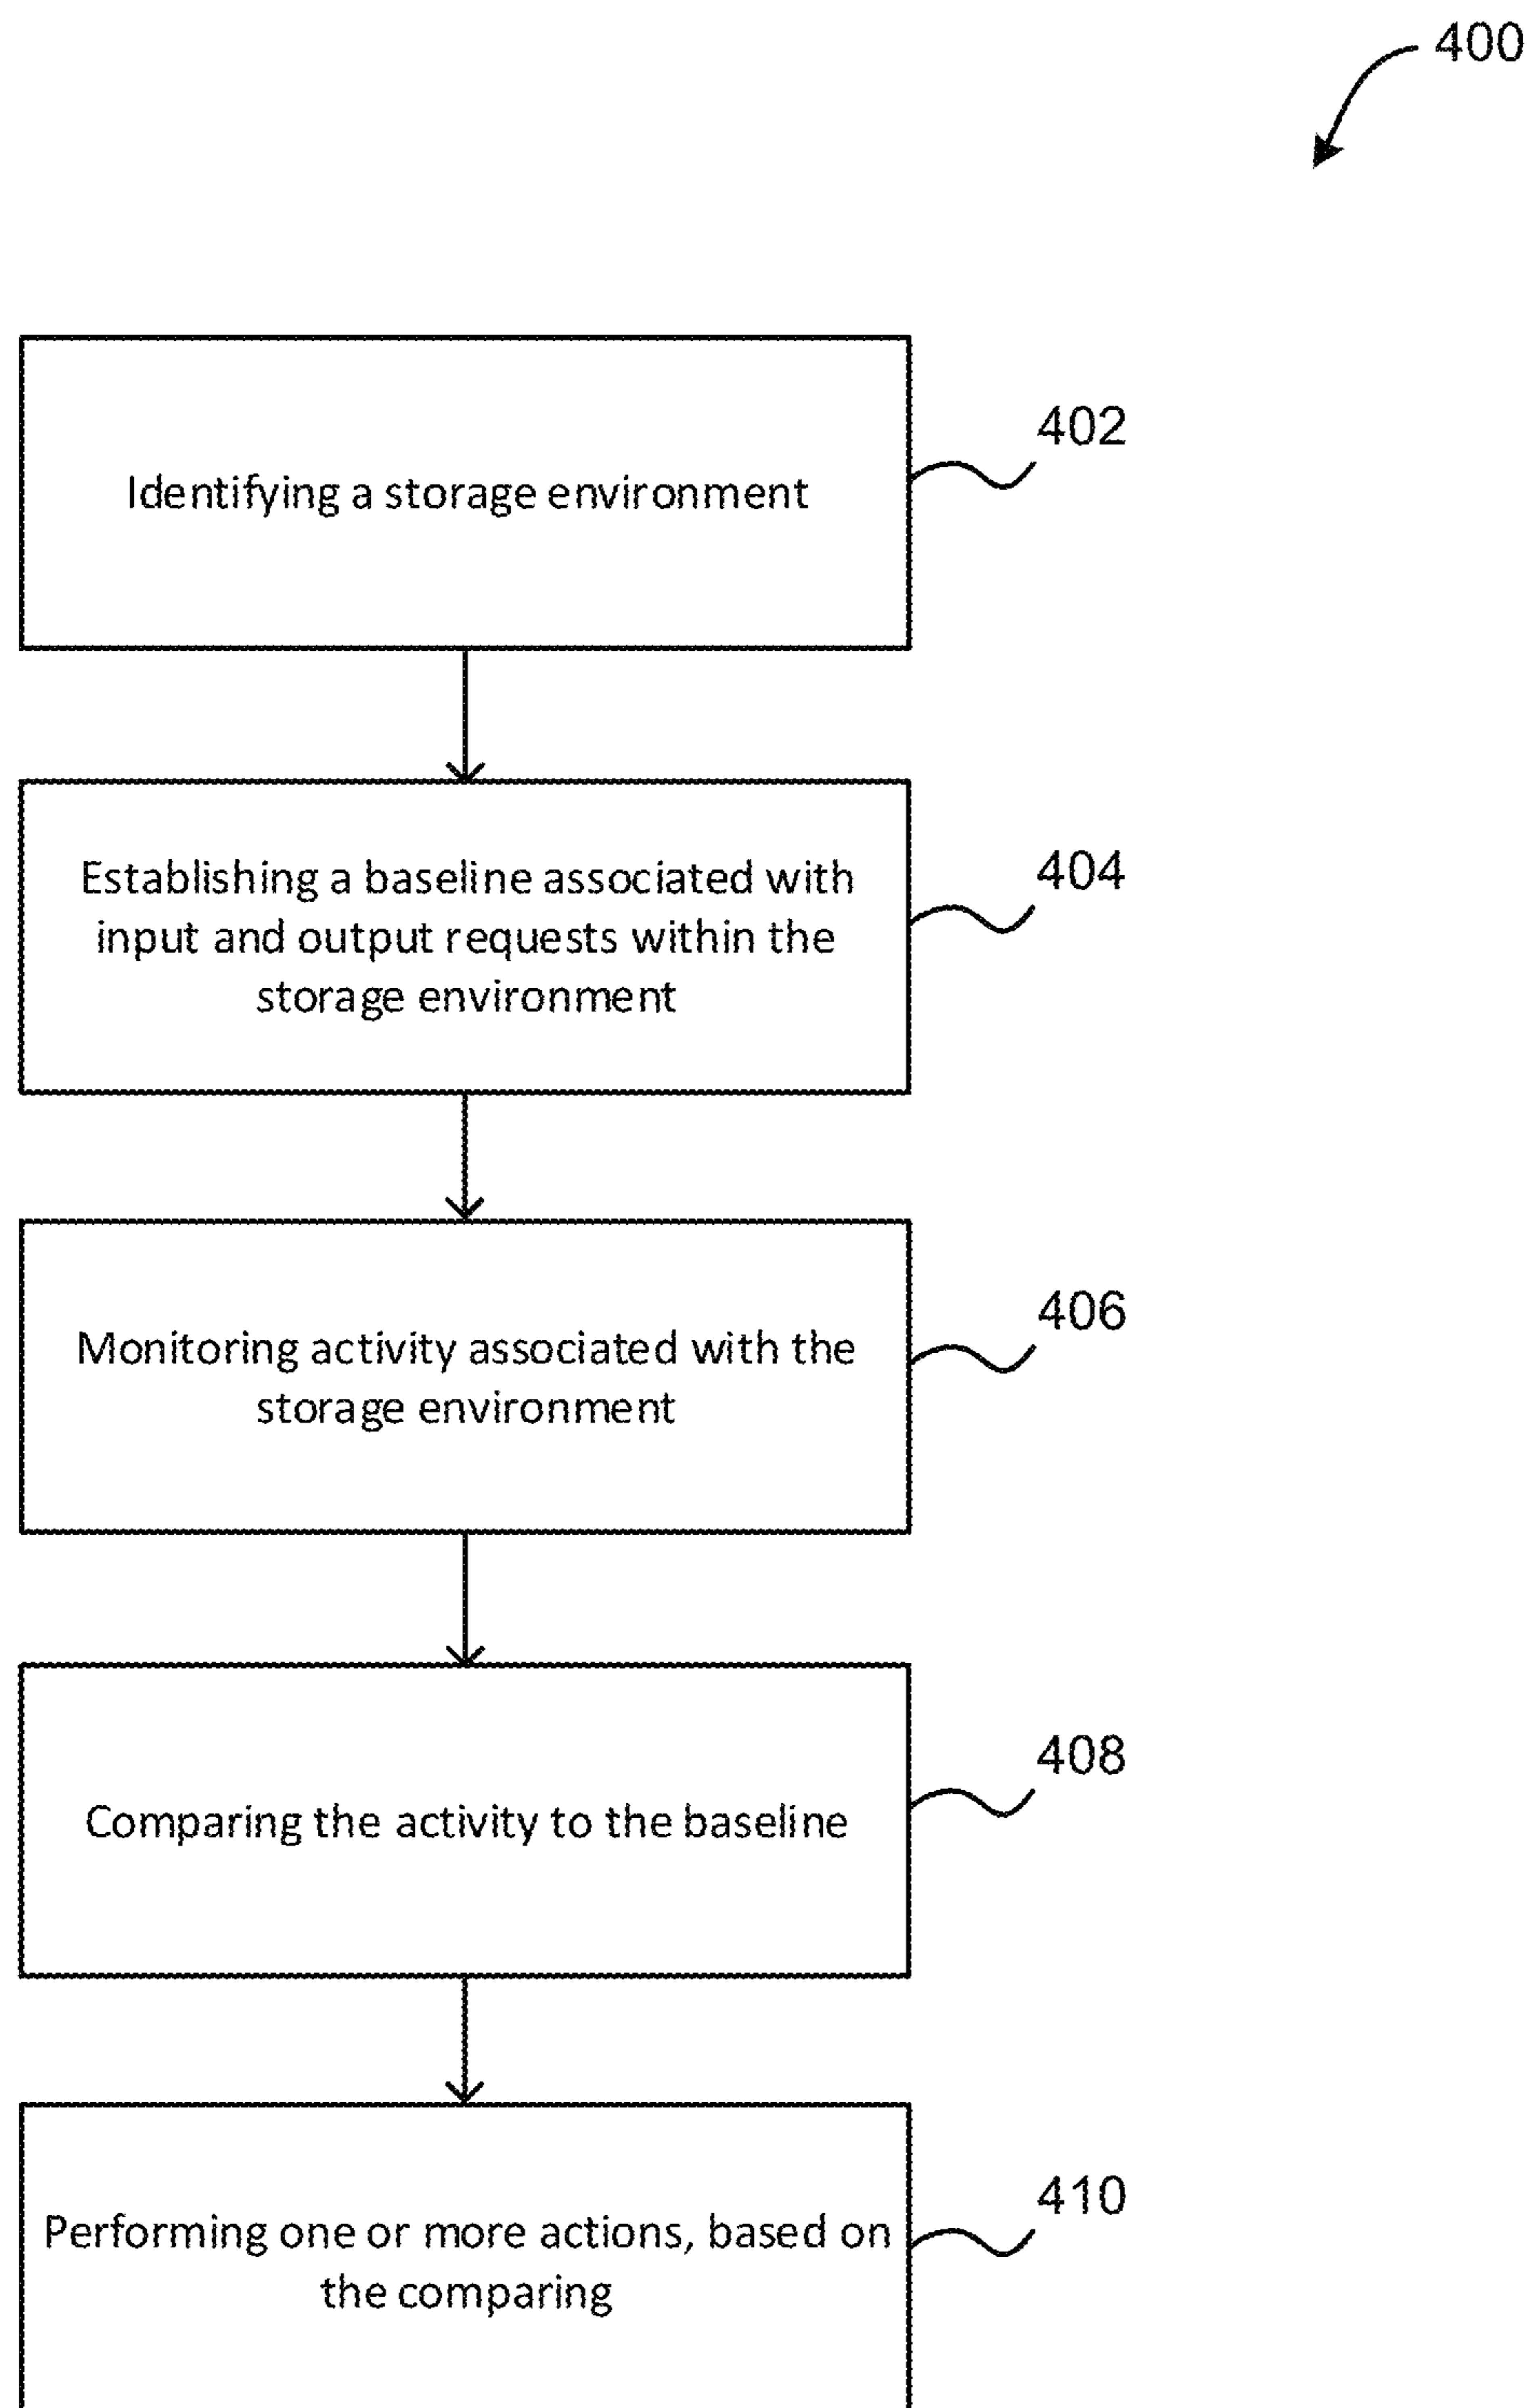 400
Identifying a storage environment
402
Establishing a baseline associated with
input and output requests within the
storage environment
404
Monitoring activity associated with the
storage environment
406
Comparing the activity to the baseline
408
Performing one or more actions, based on
the comparing
410